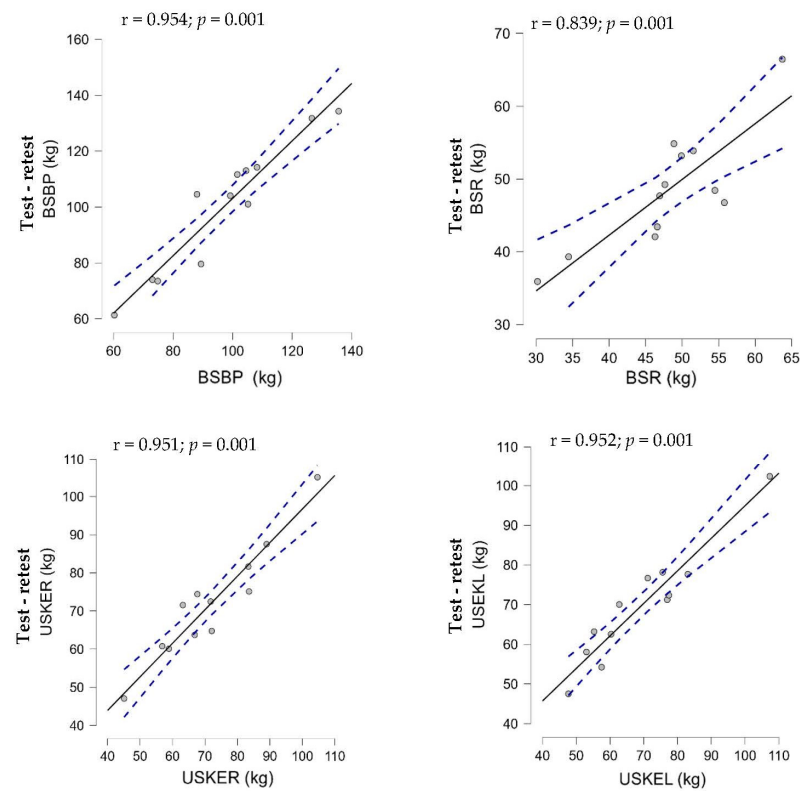 r = 0.954; p = 0.001
160
140
120
100
80
60
Test - retest
BSBP (kg)
60 80 100 120 140
BSBP (kg)
r = 0.839; p = 0.001
70
60
50
40
30
Test - retest
BSR (kg)
30 35 40 45 50 55 60 65
BSR (kg)
r = 0.951; p = 0.001
110
100
90
80
70
60
50
40
Test - retest
USKER (kg)
40 50 60 70 80 90 100 110
USKER (kg)
r = 0.952; p = 0.001
110
100
90
80
70
60
50
40
Test - retest
USEKL (kg)
40 50 60 70 80 90 100 110
USKEL (kg)